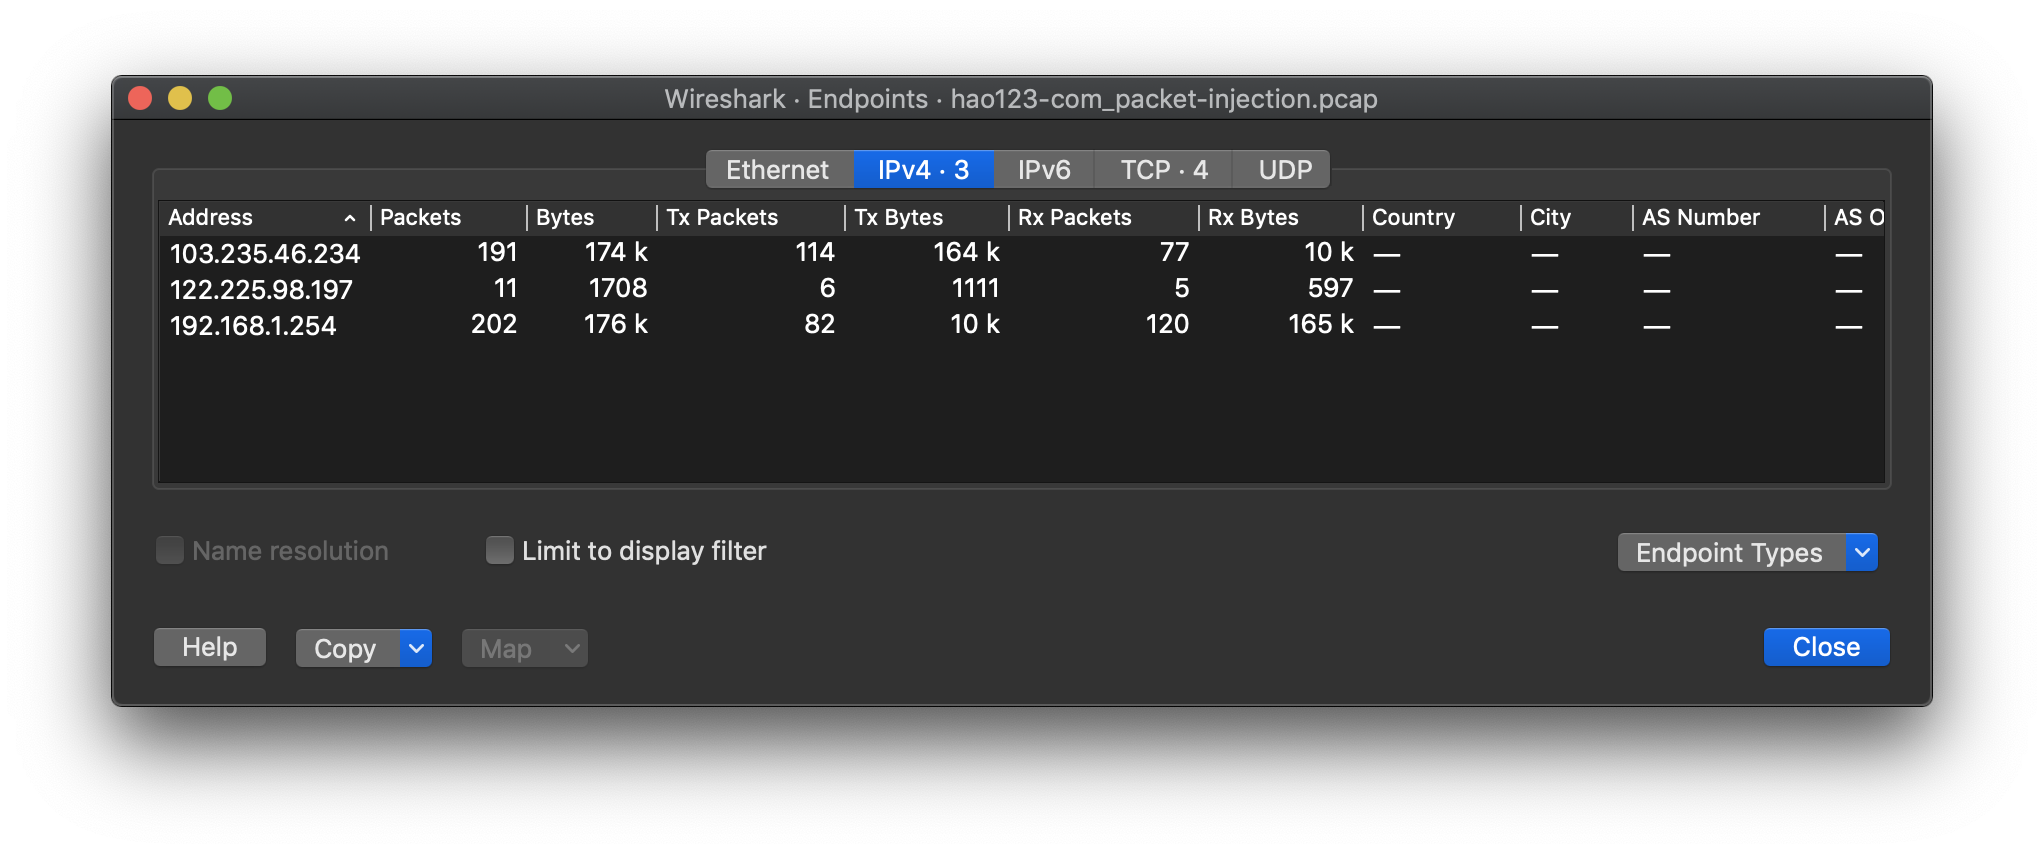 Wireshark · Endpoints · hao123-com_packet-injection.pcap
Ethernet IPv4 · 3 IPv6 TCP · 4 UDP
Address Packets Bytes Tx Packets Tx Bytes Rx Packets Rx Bytes Country City AS Number AS O
103.235.46.234 191 174 k 114 164 k 77 10 k — — — —
122.225.98.197 11 1708 6 1111 5 597 — — — —
192.168.1.254 202 176 k 82 10 k 120 165 k — — — —
Name resolution Limit to display filter Endpoint Types
Help Copy Map Close